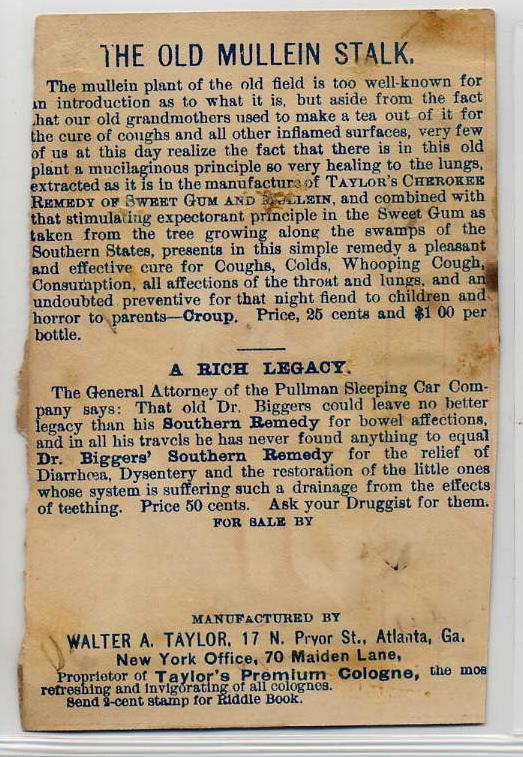 THE OLD MULLEIN STALK.
The mullein plant of the old field is too well-known for
an introduction as to what it is, but aside from the fact
that our old grandmothers used to make a tea out of it for
the cure of coughs and all other inflamed surfaces, very few
of us at this day realize the fact that there is in this old
plant a mucilaginous principle so very healing to the lungs,
extracted as it is in the manufacture of TAYLOR'S CHEROKEE
REMEDY OF SWEET GUM AND MULLEIN, and combined with
that stimulating expectorant principle in the Sweet Gum as
taken from the tree growing along the swamps of the
Southern States, presents in this simple remedy a pleasant
and effective cure for Coughs, Colds, Whooping Cough,
Consumption, all affections of the throat and lungs, and an
undoubted preventive for that night fiend to children and
horror to parents—Croup. Price, 25 cents and $1 00 per
bottle.
A RICH LEGACY.
The General Attorney of the Pullman Sleeping Car Com-
pany says: That old Dr. Biggers could leave no better
legacy than his Southern Remedy for bowel affections,
and in all his travels he has never found anything to equal
Dr. Biggers' Southern Remedy for the relief of
Diarrhœa, Dysentery and the restoration of the little ones
whose system is suffering such a drainage from the effects
of teething. Price 50 cents. Ask your Druggist for them.
FOR SALE BY
MANUFACTURED BY
WALTER A. TAYLOR, 17 N. Pryor St., Atlanta, Ga.
New York Office, 70 Maiden Lane,
Proprietor of Taylor's Premium Cologne, the mos
refreshing and invigorating of all colognes.
Send 2-cent stamp for Riddle Book.